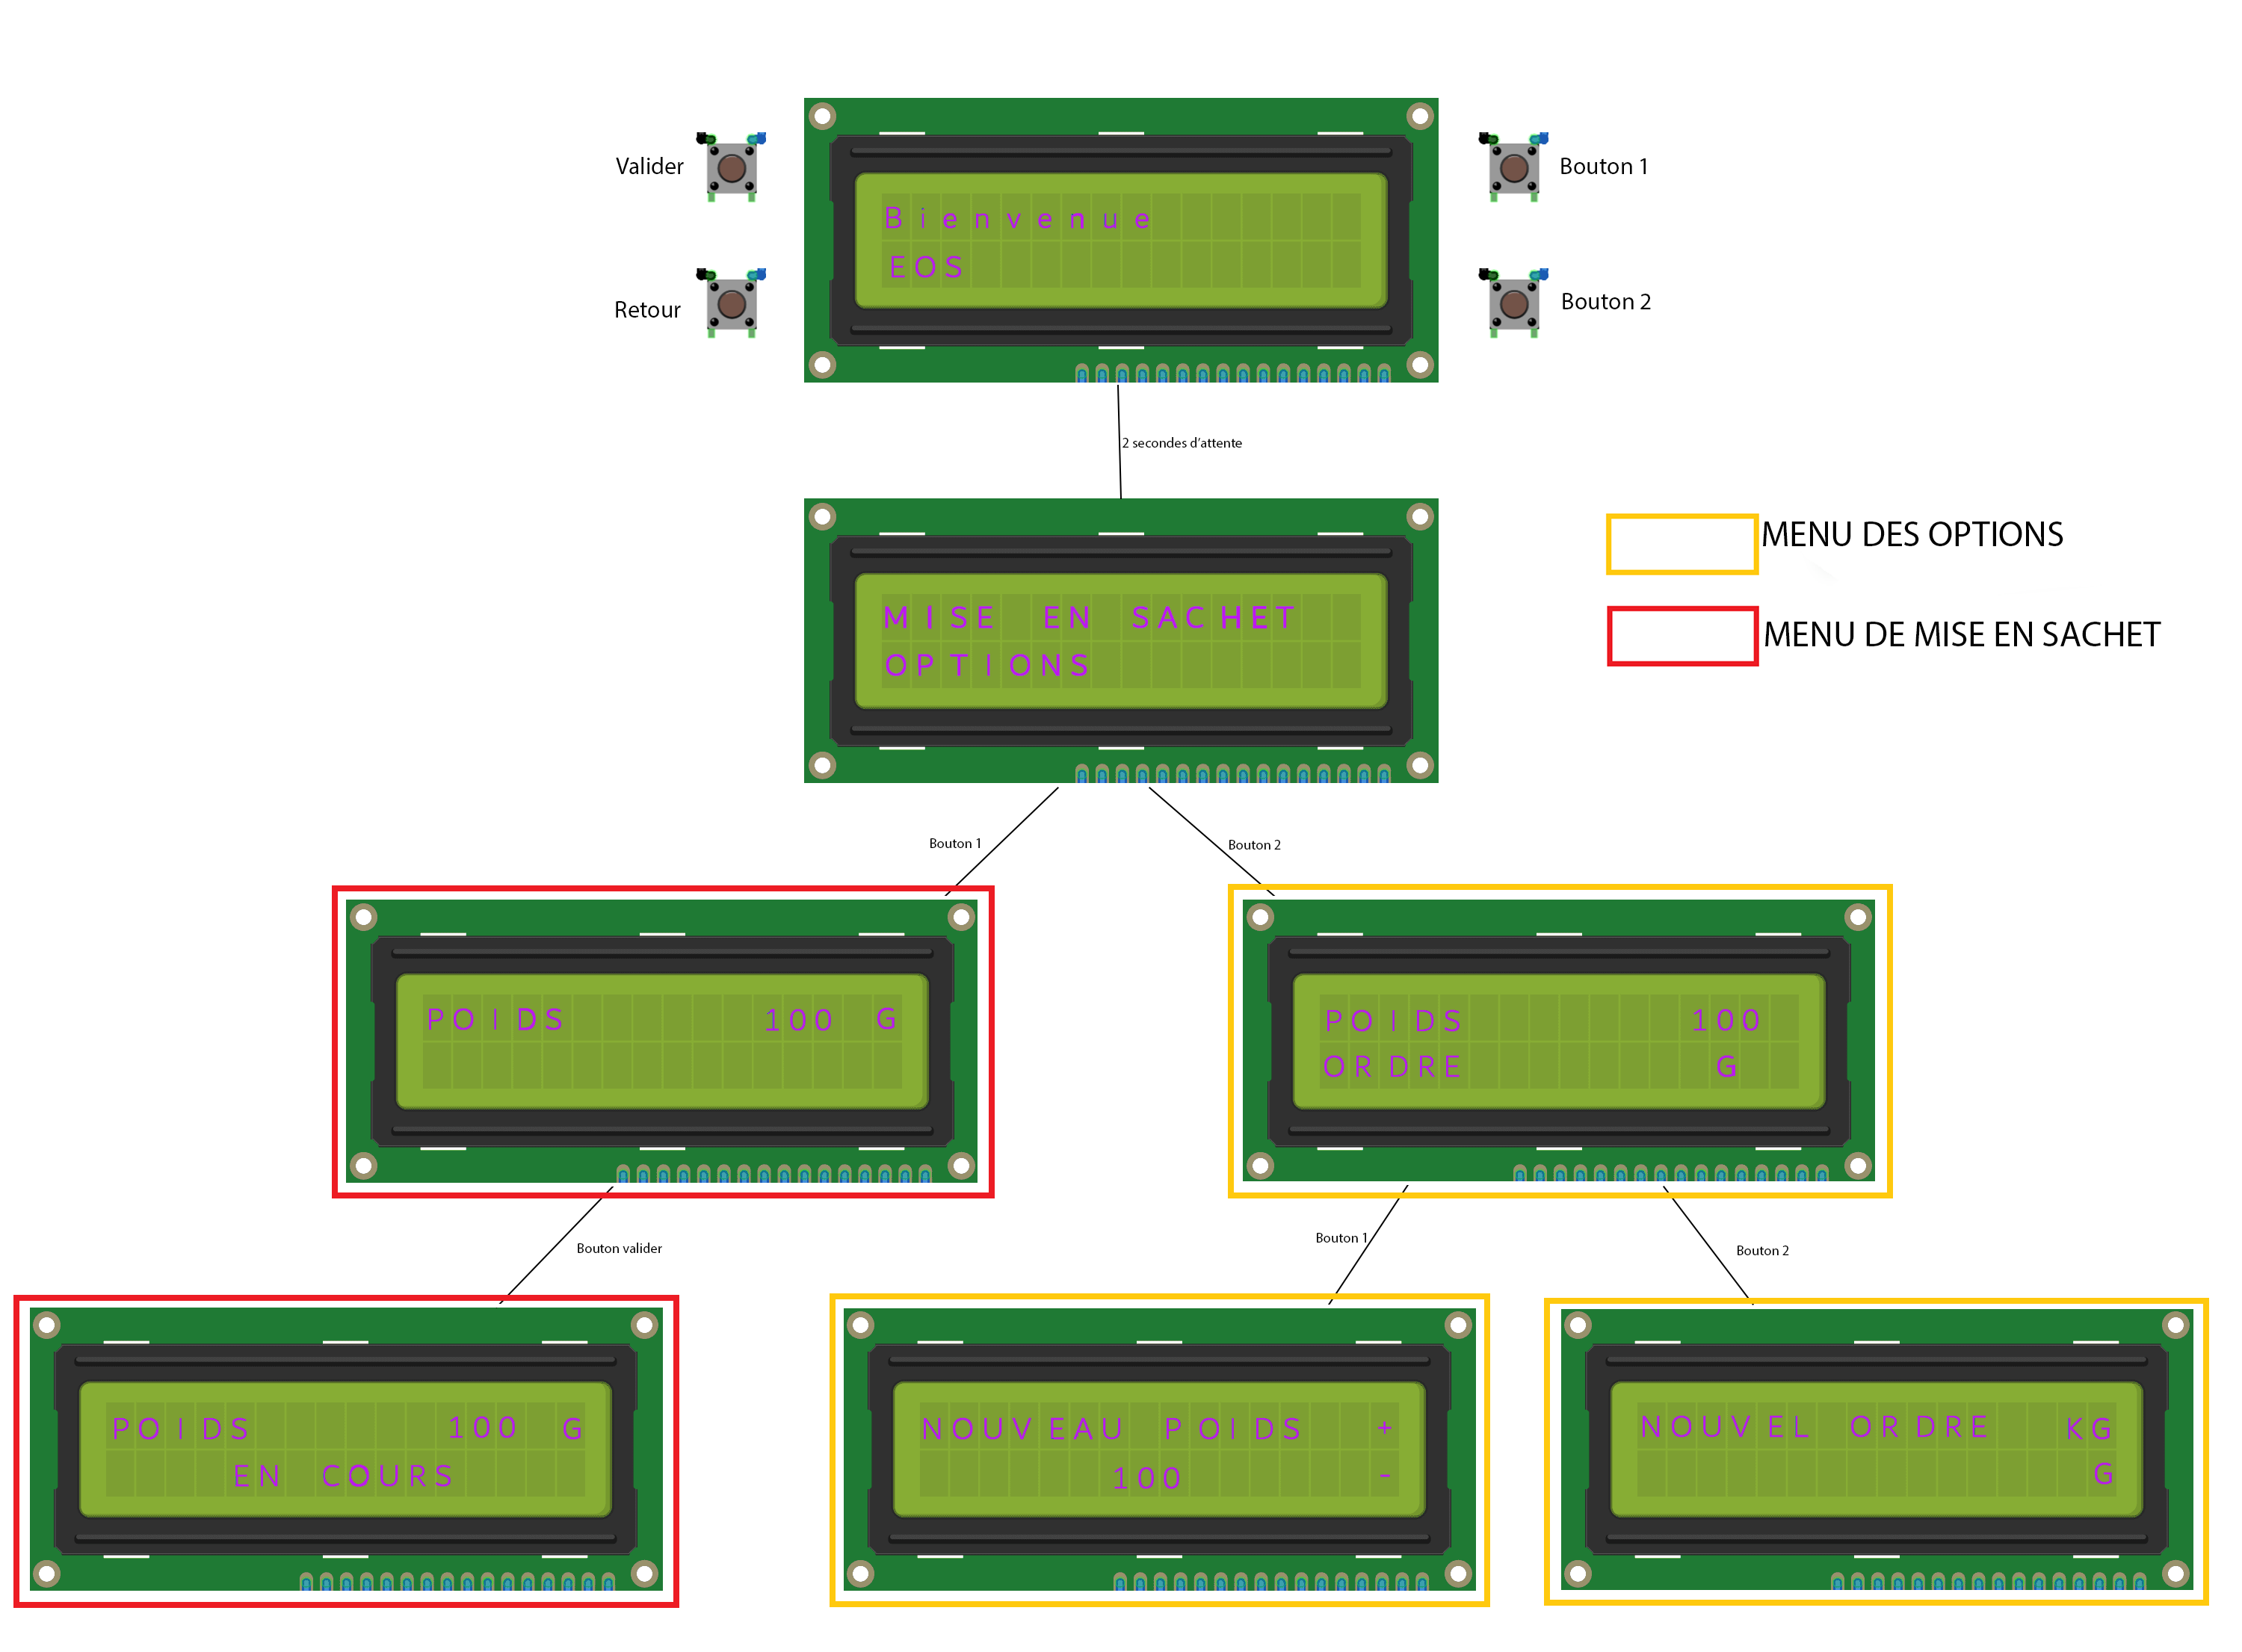 Valider
Bouton 1
Bienvenue
EOS
Retour
Bouton 2
2 secondes d'attente
MENU DES OPTIONS
MISE EN SACHET
OPTIONS
MENU DE MISE EN SACHET
Bouton 1
Bouton 2
POIDS 100 G
POIDS 100
ORDRE G
Bouton valider
Bouton 1
Bouton 2
POIDS 100 G
EN COURS
NOUVEAU POIDS +
100 -
NOUVEL ORDRE KG
G